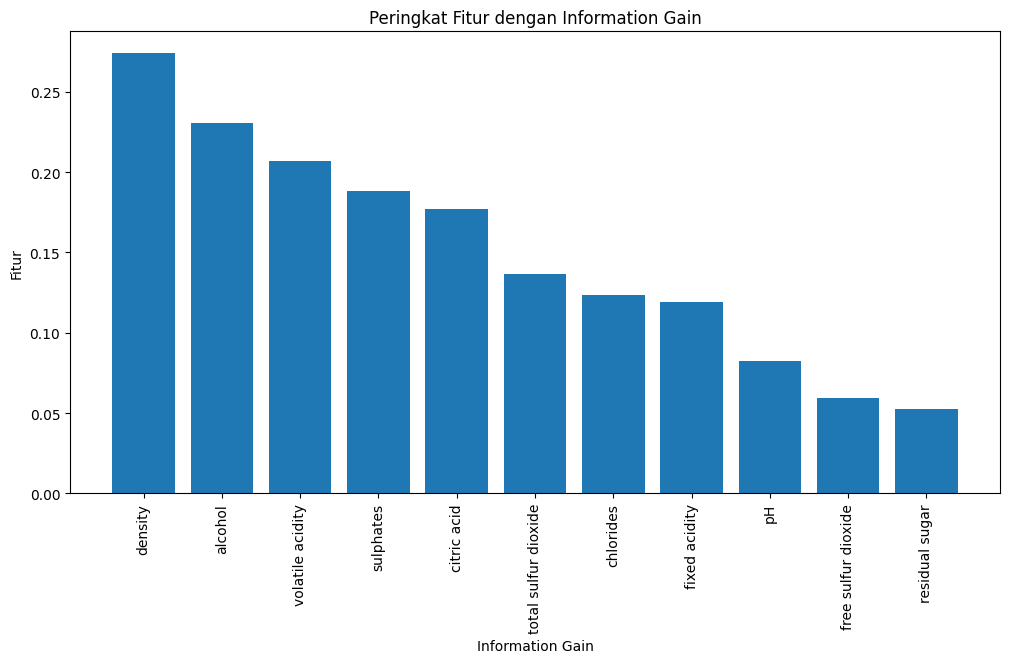 Peringkat Fitur dengan Information Gain
Fitur
0.25
0.20
0.15
0.10
0.05
0.00
density
alcohol
volatile acidity
sulphates
citric acid
total sulfur dioxide
chlorides
fixed acidity
pH
free sulfur dioxide
residual sugar
Information Gain